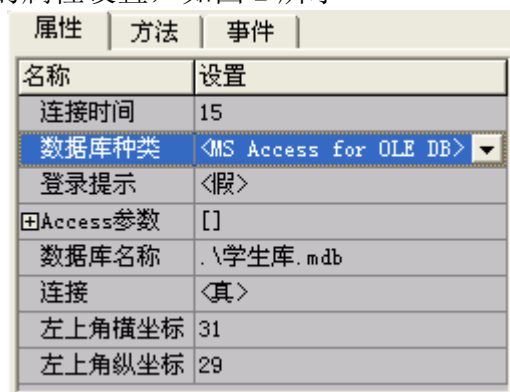 属性 方法 事件
名称 设置
连接时间 15
数据库种类 <MS Access for OLE DB>
登录提示 <假>
Access参数 []
数据库名称 .\学生库.mdb
连接 <真>
左上角横坐标 31
左上角纵坐标 29